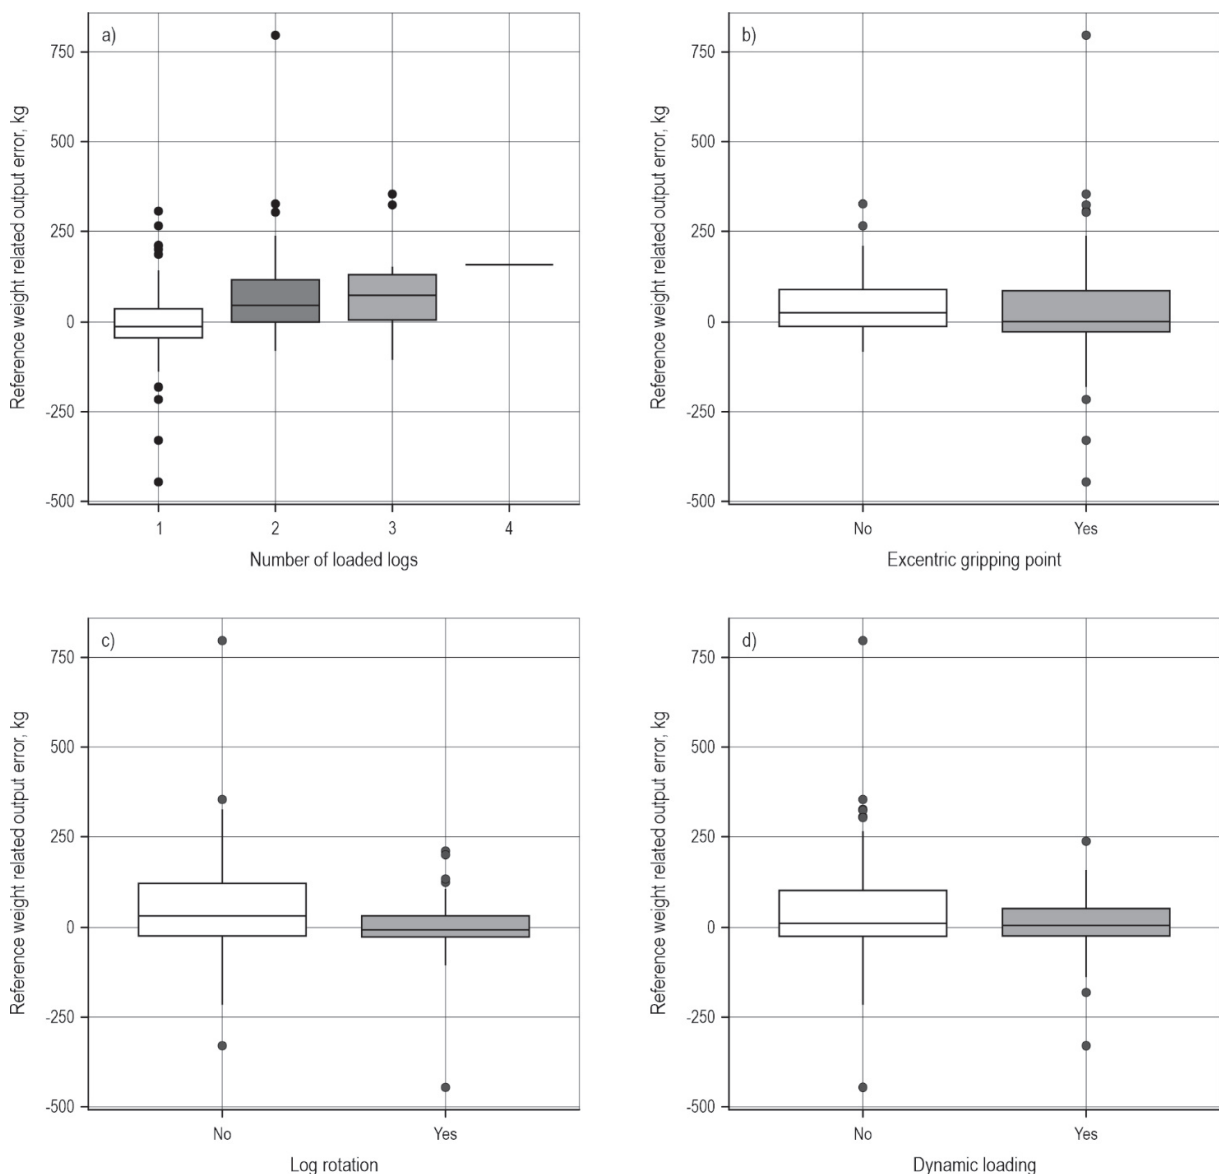 a)
Reference weight related output error, kg
750
500
250
0
-250
-500
1 2 3 4
Number of loaded logs
b)
Reference weight related output error, kg
750
500
250
0
-250
-500
No Yes
Excentric gripping point
c)
Reference weight related output error, kg
750
500
250
0
-250
-500
No Yes
Log rotation
d)
Reference weight related output error, kg
750
500
250
0
-250
-500
No Yes
Dynamic loading